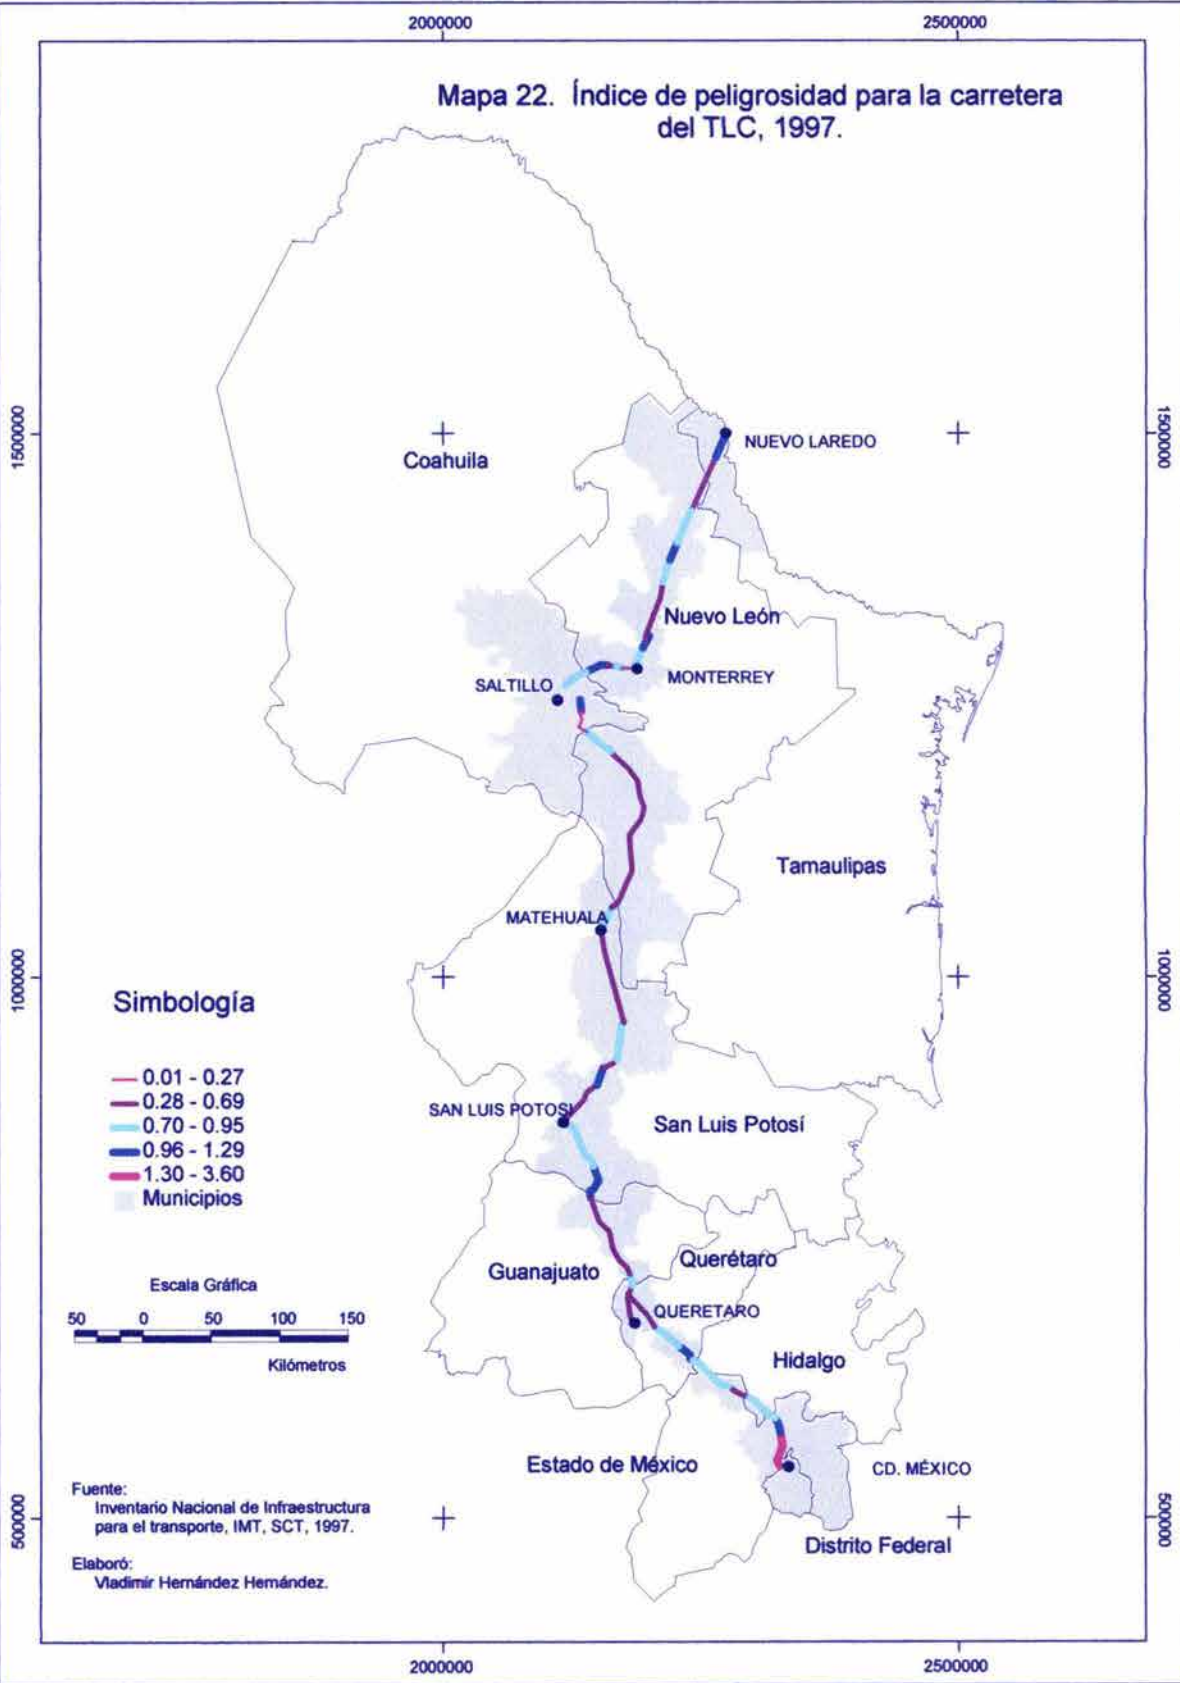 2000000
2500000
Mapa 22. Índice de peligrosidad para la carretera
del TLC, 1997.
1500000
1500000
NUEVO LAREDO
Coahuila
Nuevo León
MONTERREY
SALTILLO
Tamaulipas
MATEHUALA
1000000
1000000
Simbología
0.01 - 0.27
0.28 - 0.69
0.70 - 0.95
0.96 - 1.29
1.30 - 3.60
Municipios
SAN LUIS POTOSI
San Luis Potosí
Guanajuato
Querétaro
QUERETARO
Escala Gráfica
50 0 50 100 150
Kilómetros
Hidalgo
Estado de México
CD. MÉXICO
Distrito Federal
500000
500000
Fuente:
Inventario Nacional de Infraestructura
para el transporte, IMT, SCT, 1997.
Elaboró:
Vladimir Hernández Hernández.
2000000
2500000